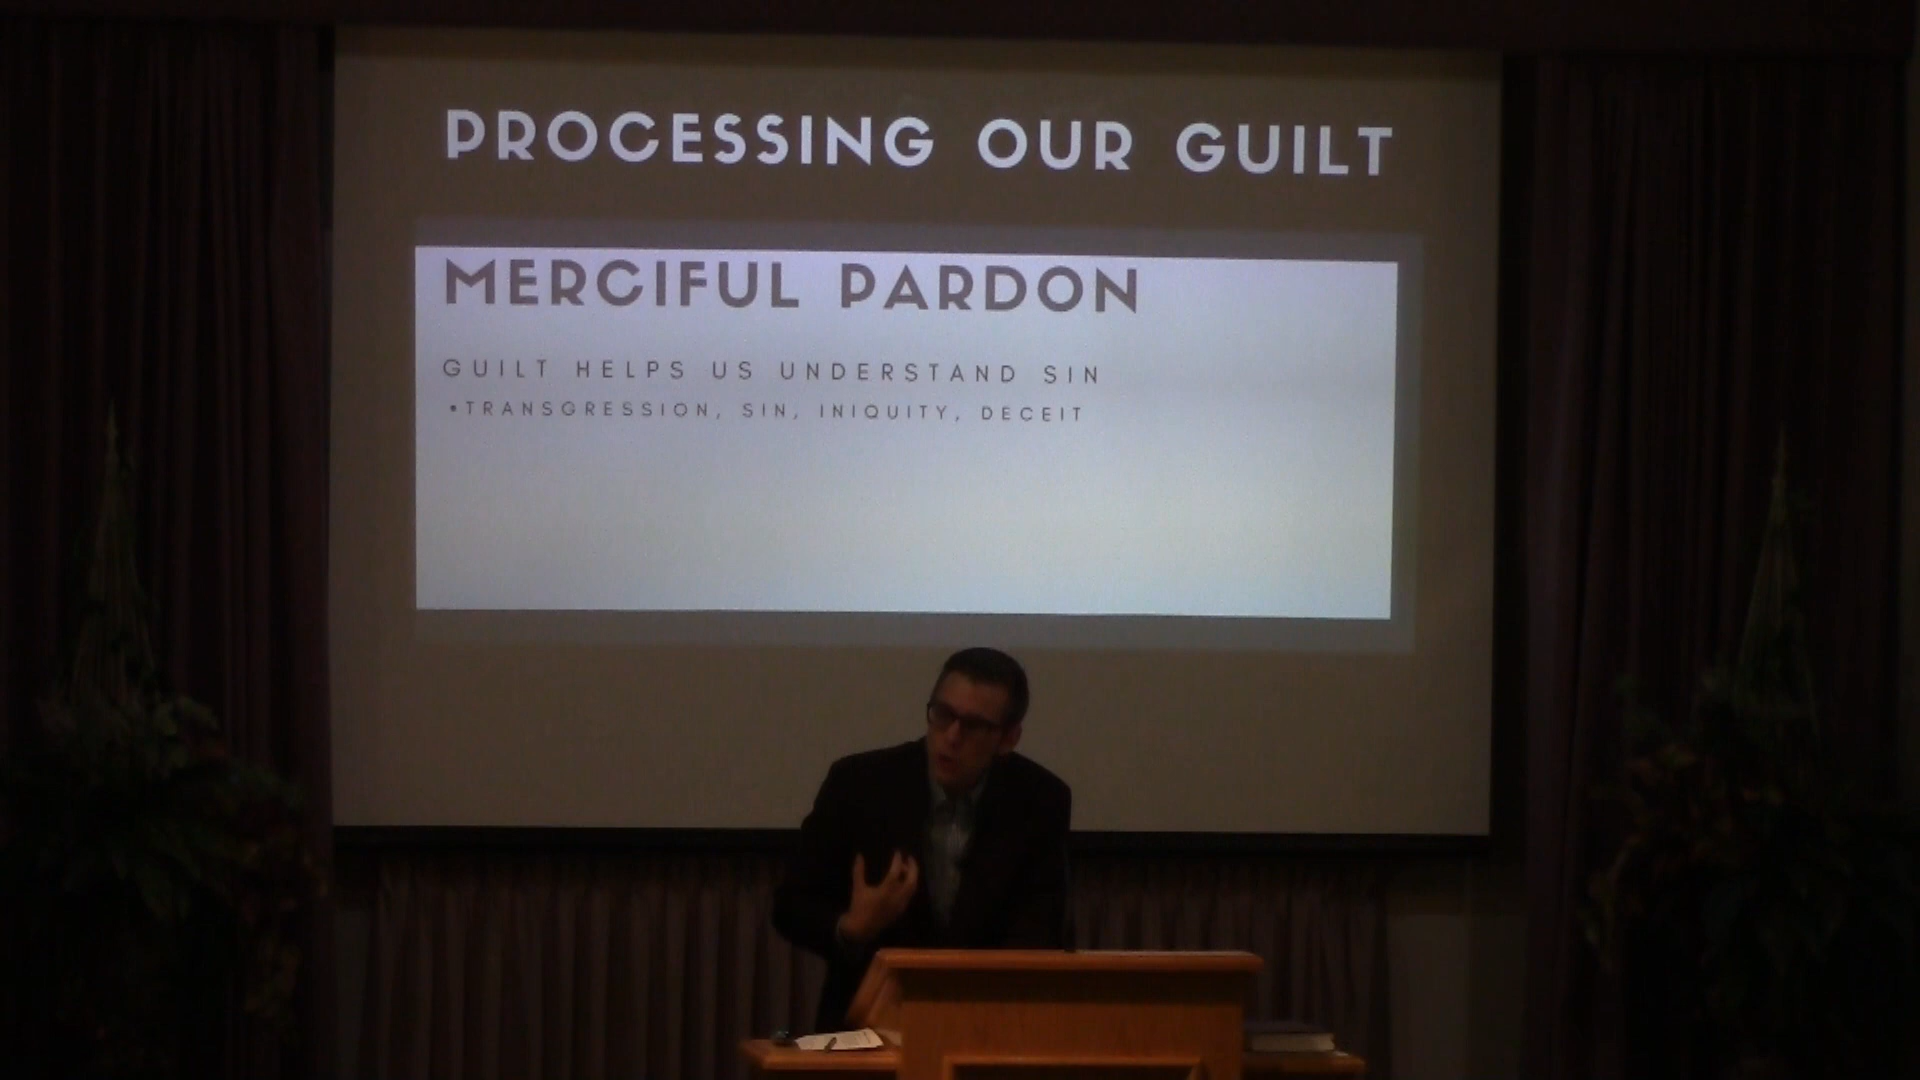 PROCESSING OUR GUILT
MERCIFUL PARDON
GUILT HELPS US UNDERSTAND SIN
•TRANSGRESSION, SIN, INIQUITY, DECEIT